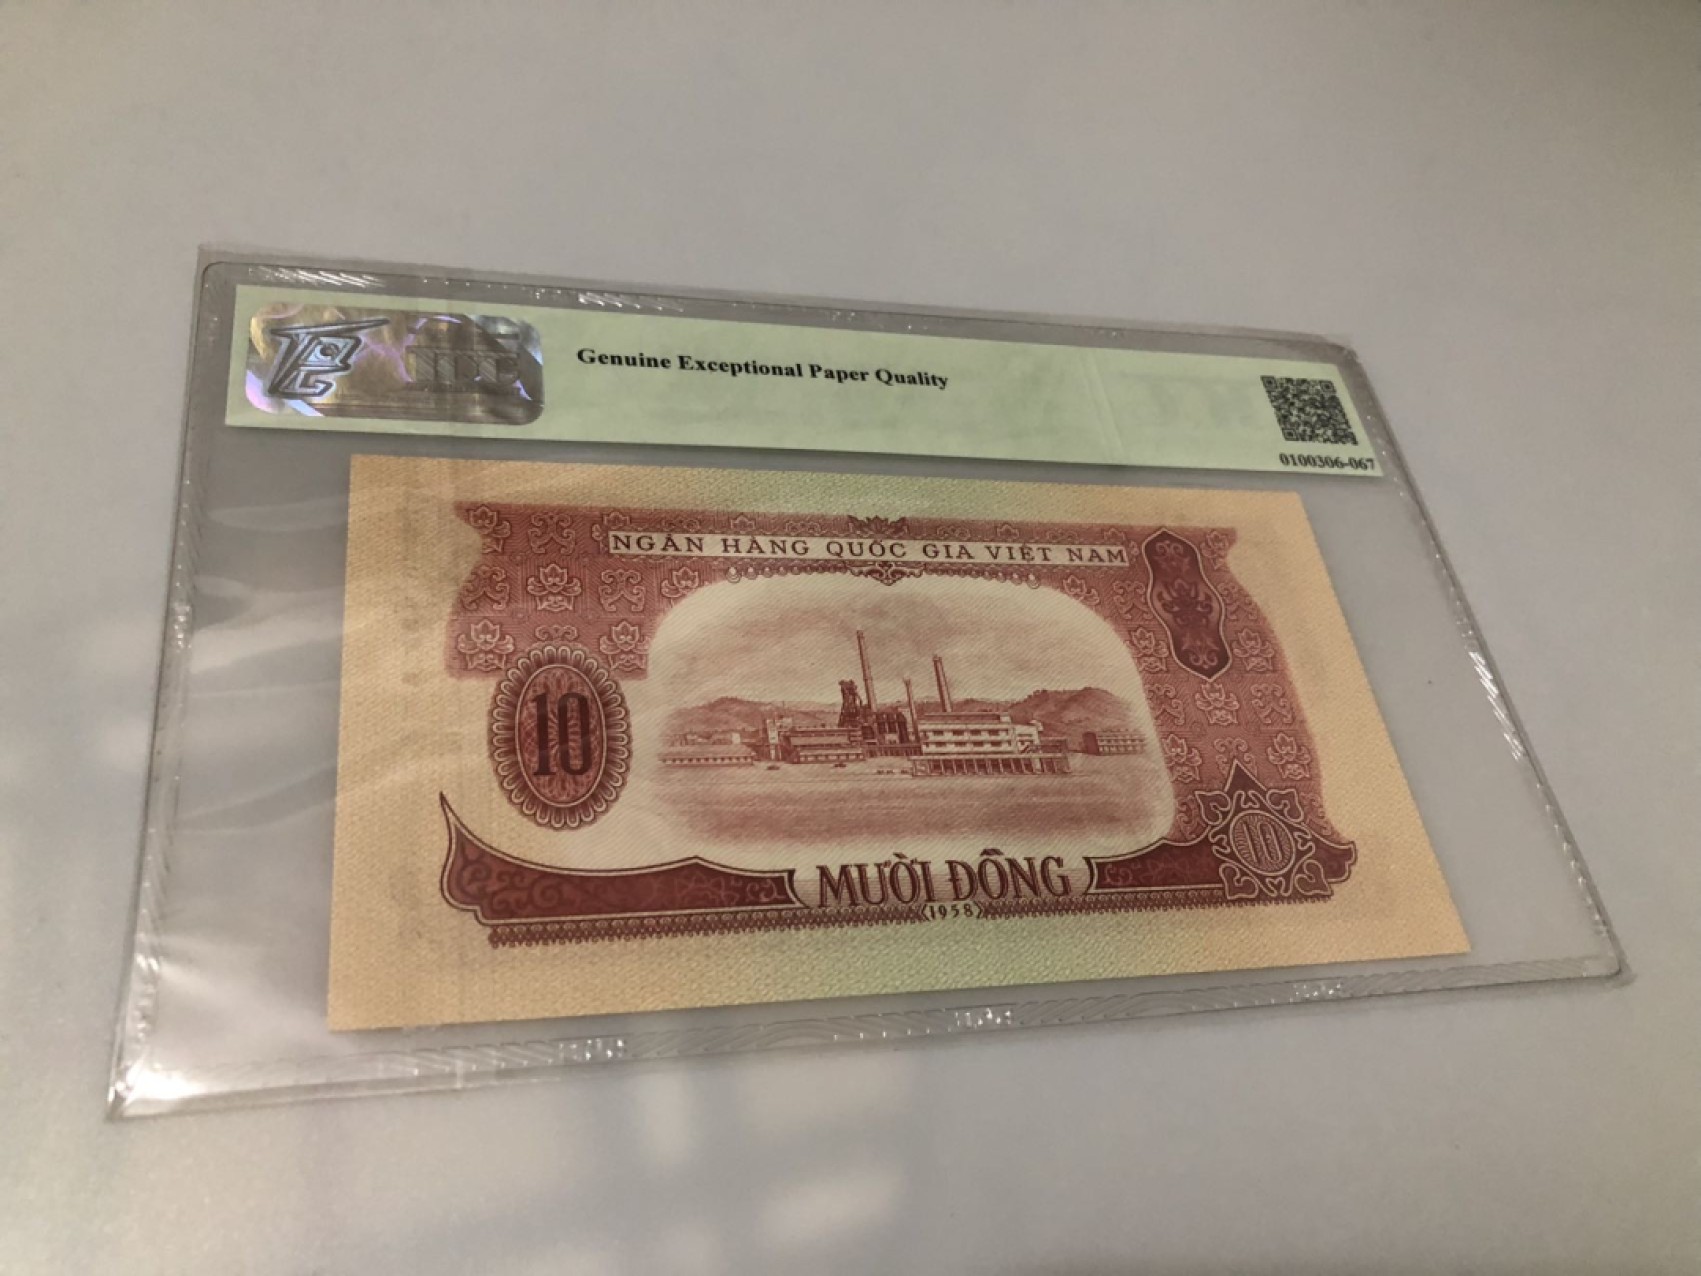 Genuine Exceptional Paper Quality
0100306-067
NGÂN HÀNG QUỐC GIA VIỆT NAM
10
10
MƯỜI ĐỒNG
1958